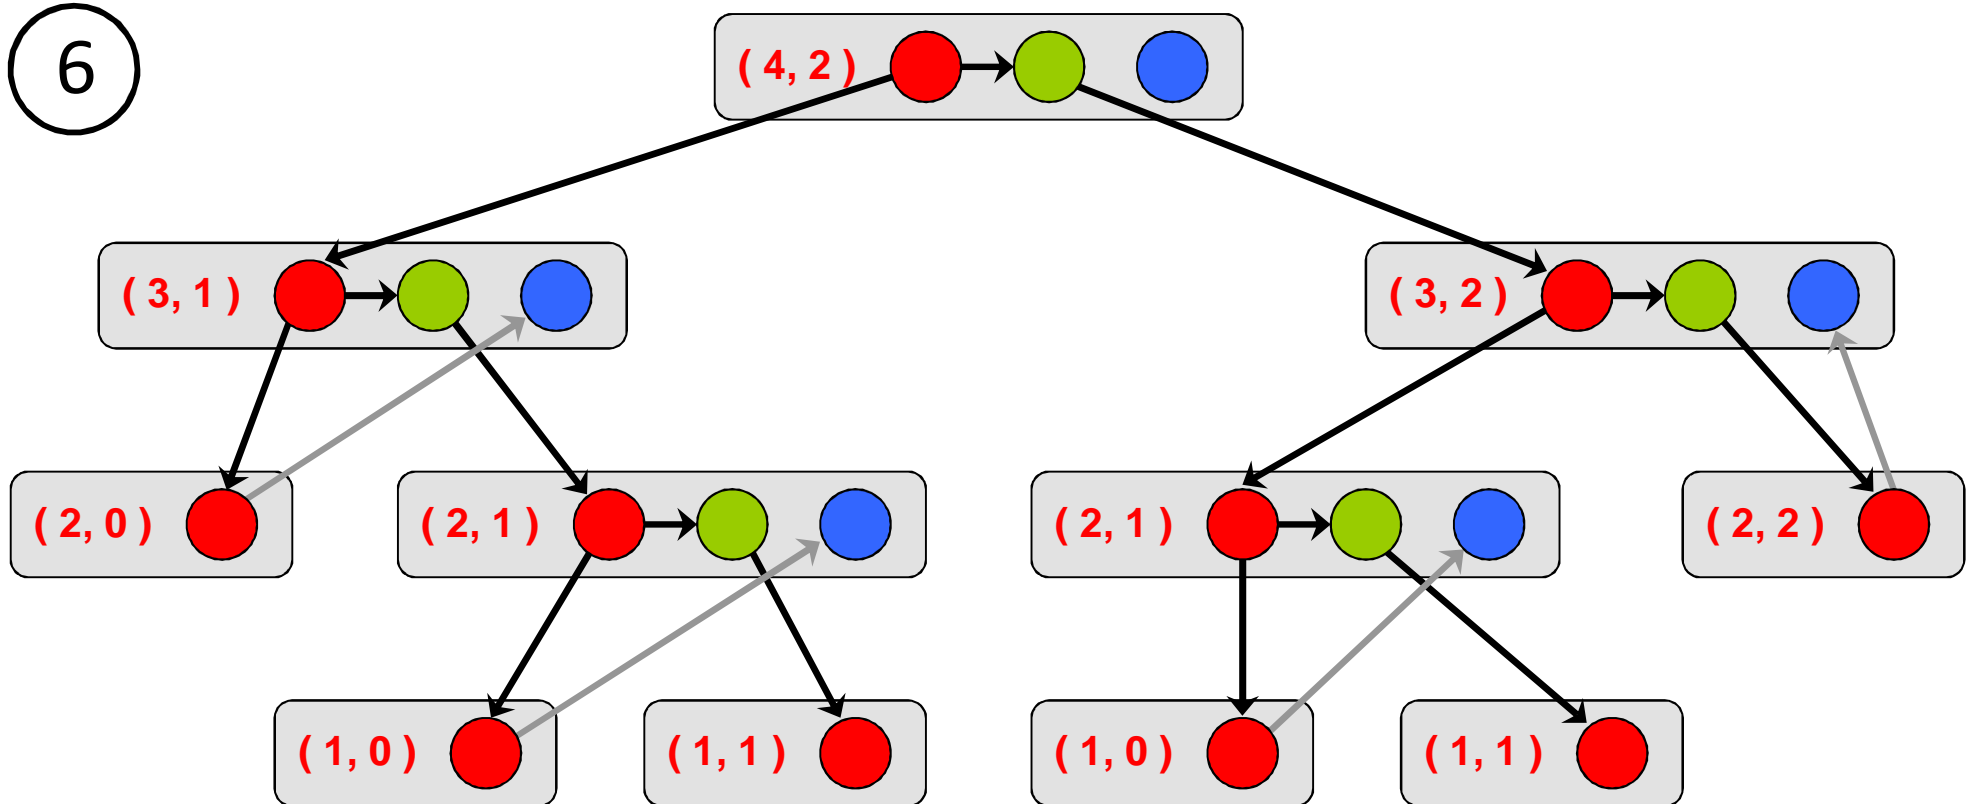 6
( 4, 2 )
( 3, 1 )
( 3, 2 )
( 2, 0 )
( 2, 1 )
( 2, 1 )
( 2, 2 )
( 1, 0 )
( 1, 1 )
( 1, 0 )
( 1, 1 )